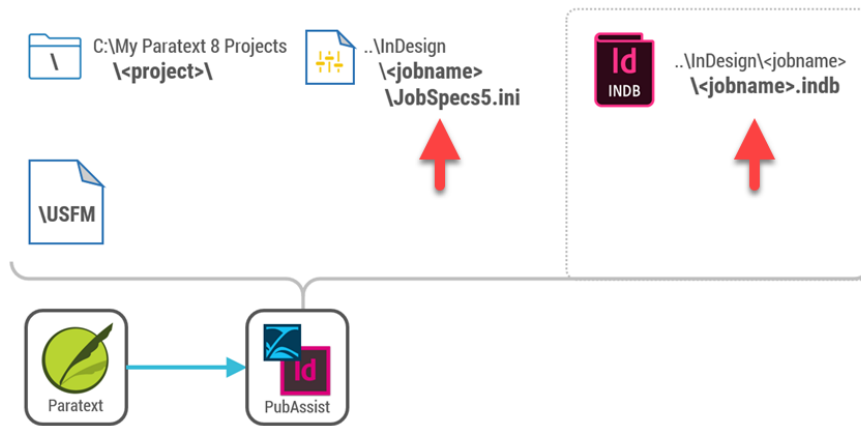 \
C:\My Paratext 8 Projects
\<project>\
..\InDesign
\<jobname>
\JobSpecs5.ini
Id
INDB
..\InDesign\<jobname>
\<jobname>.indb
\USFM
Paratext
Id
PubAssist